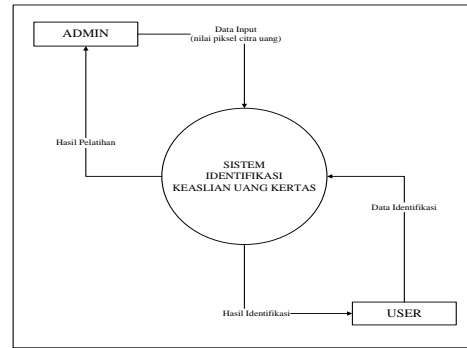 ADMIN
Data Input
(nilai piksel citra uang)
Hasil Pelatihan
SISTEM
IDENTIFIKASI
KEASLIAN UANG KERTAS
Data Identifikasi
Hasil Identifikasi
USER